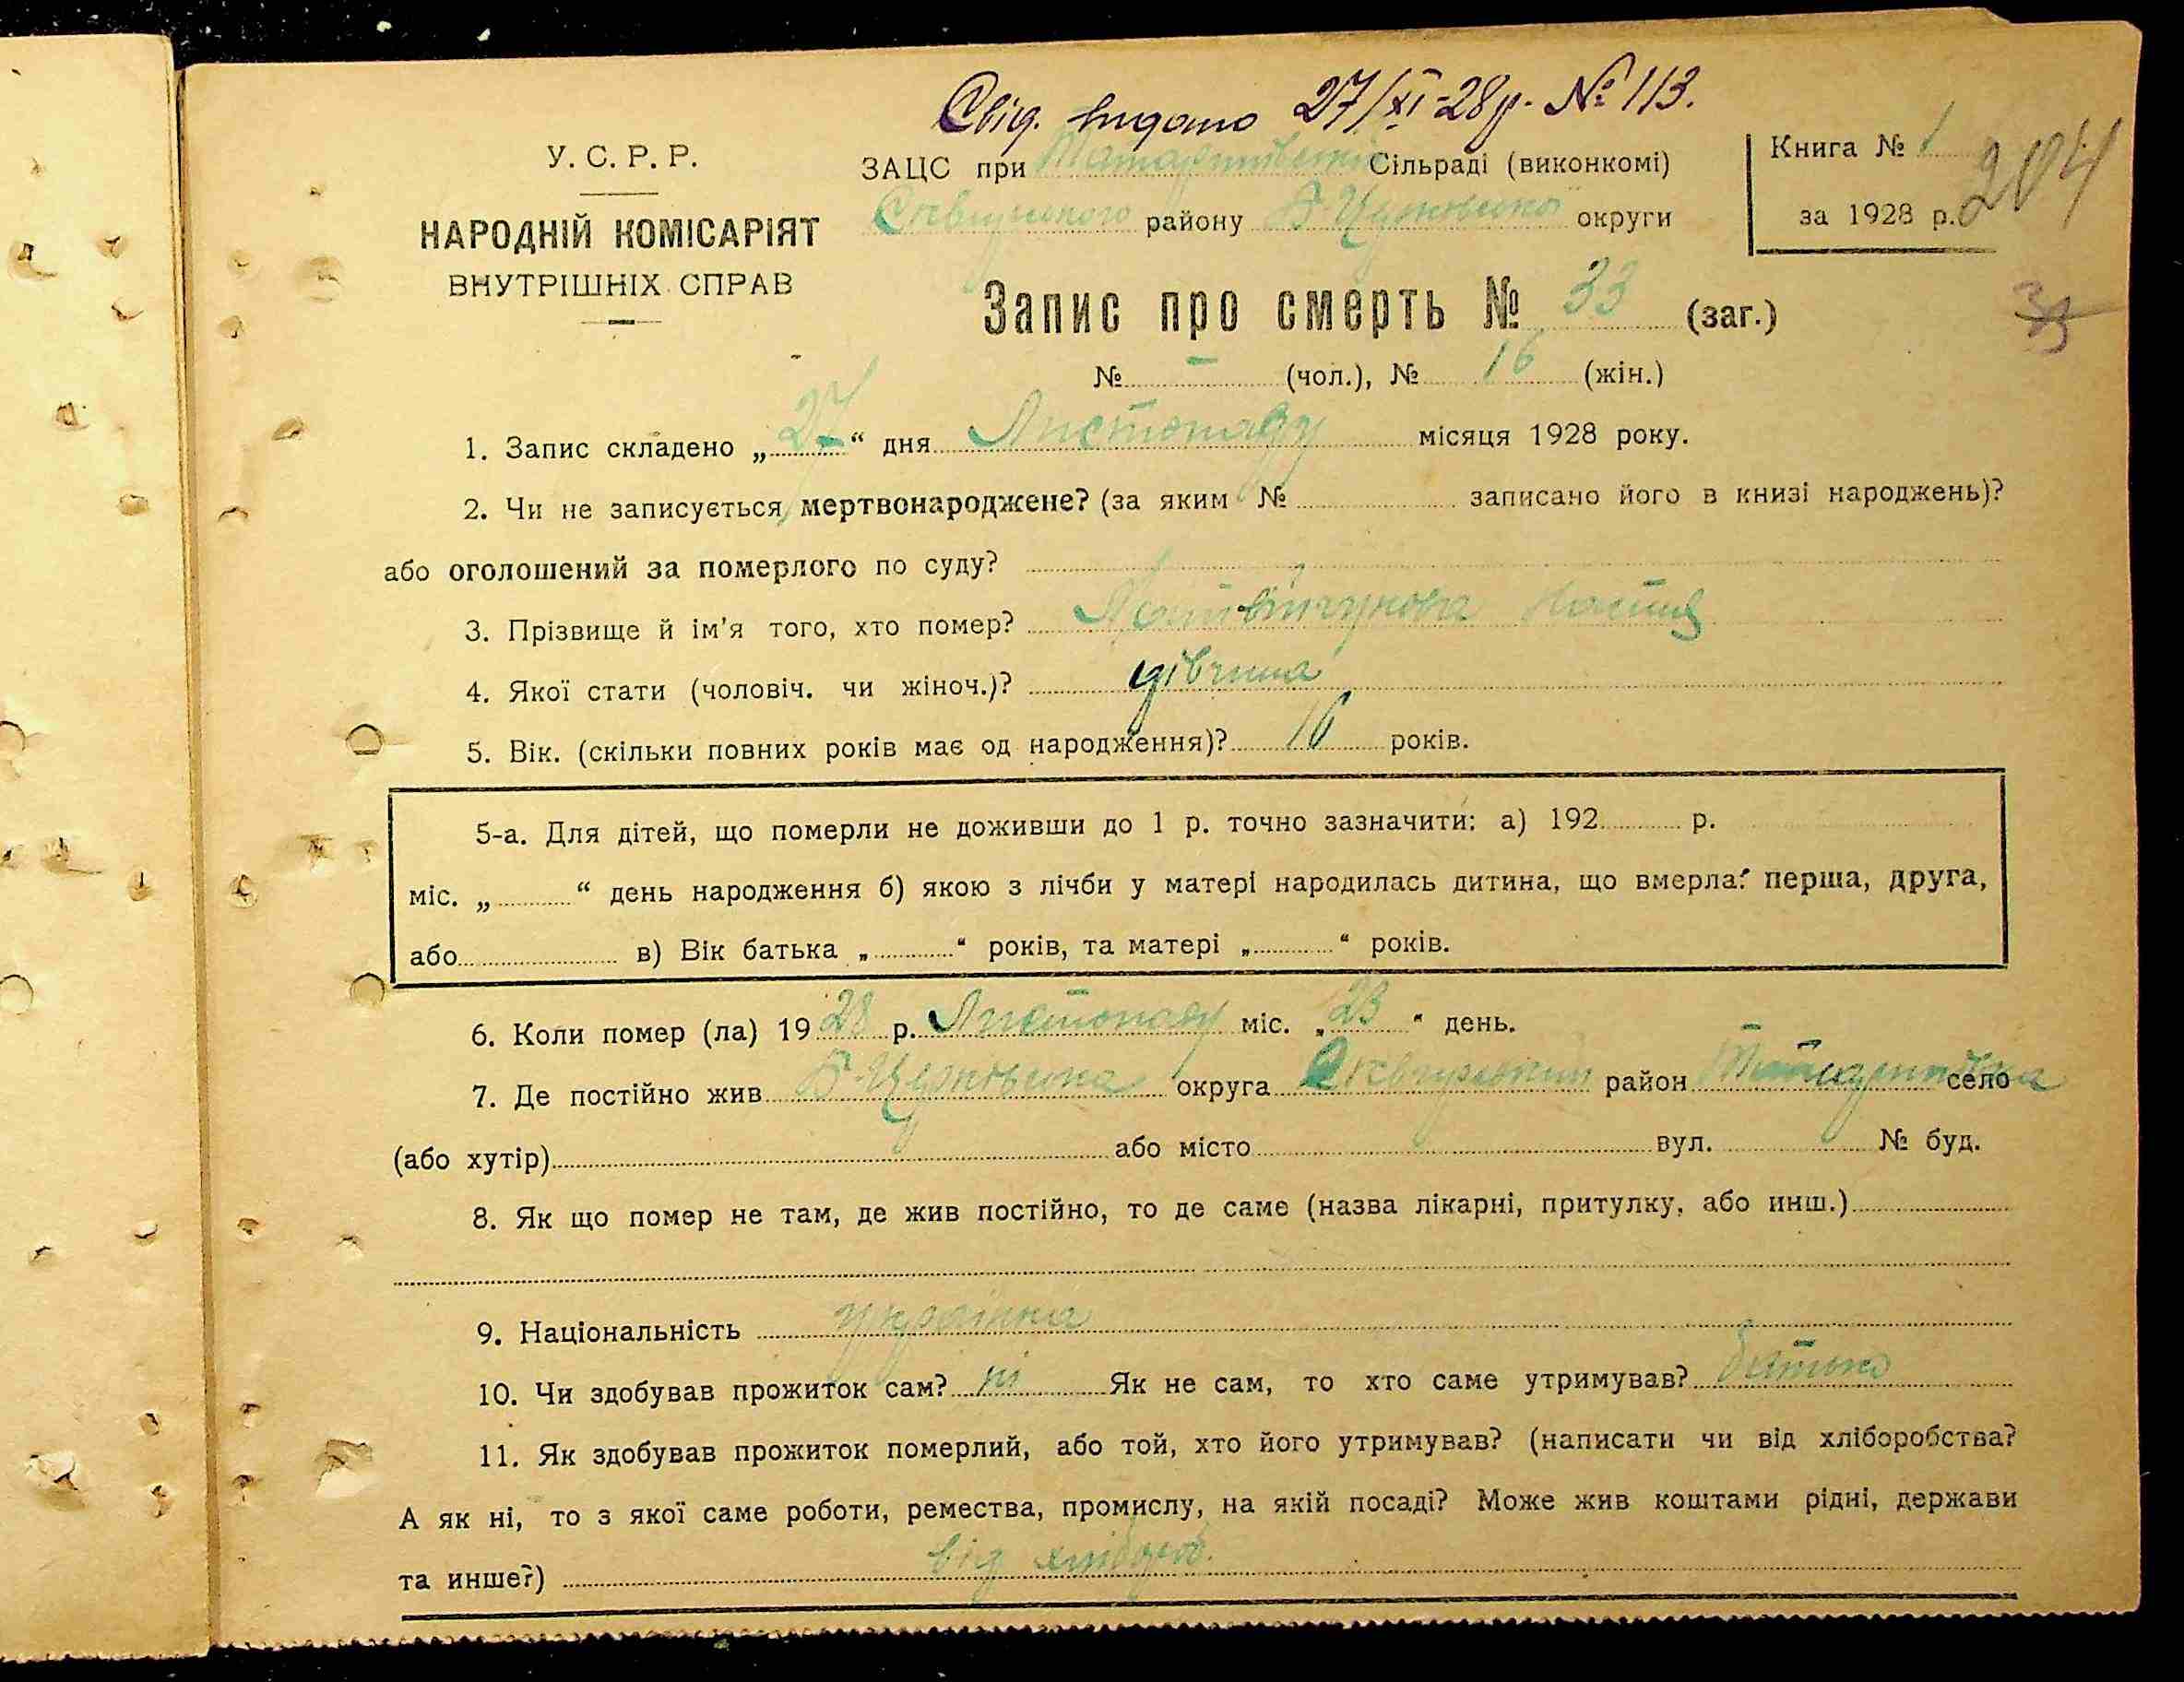 Свід. видано 27/XI-28р. № 113.
У. С. Р. Р.
НАРОДНІЙ КОМІСАРІЯТ
ВНУТРІШНІХ СПРАВ
ЗАЦС при Сільраді (виконкомі)
Сквирського району Б-Церковської округи
Книга № 1
за 1928 р.
204
Запис про смерть № 33 (заг.)
33
№ – (чол.), № 16 (жін.)
1. Запис складено „27“ дня Листопаду місяця 1928 року.
2. Чи не записується мертвонароджене? (за яким № записано його в книзі народжень)?
або оголошений за померлого по суду?
3. Прізвище й ім'я того, хто помер? Настя
4. Якої стати (чоловіч. чи жіноч.)? дівчина
5. Вік. (скільки повних років має од народження)? 16 років.
5-а. Для дітей, що померли не доживши до 1 р. точно зазначити: а) 192 р.
міс. „ “ день народження б) якою з лічби у матері народилась дитина, що вмерла: перша, друга,
або в) Вік батька „ “ років, та матері „ “ років.
6. Коли помер (ла) 1928 р. Листопаду міс. „23“ день.
7. Де постійно жив Б-Церковська округа Сквирський район село
(або хутір) або місто вул. № буд.
8. Як що помер не там, де жив постійно, то де саме (назва лікарні, притулку, або инш.)
9. Національність українка
10. Чи здобував прожиток сам? ні Як не сам, то хто саме утримував? батько
11. Як здобував прожиток померлий, або той, хто його утримував? (написати чи від хліборобства?
А як ні, то з якої саме роботи, ремества, промислу, на якій посаді? Може жив коштами рідні, держави
та инше?) від хлібороб.